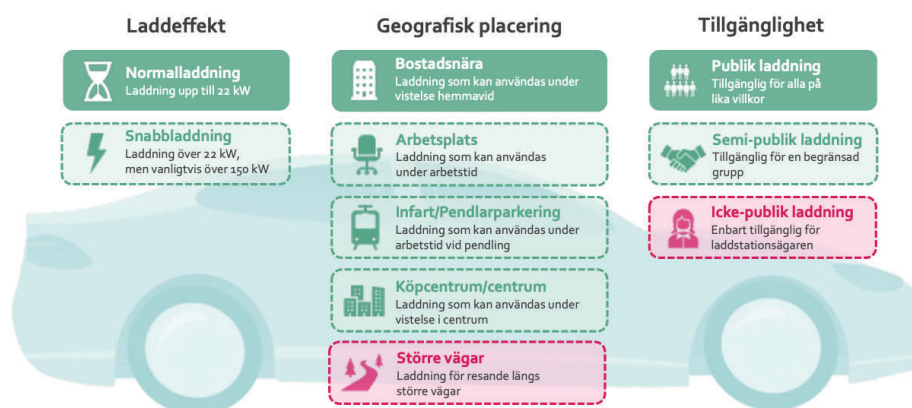 Laddeffekt
Normalladdning
Laddning upp till 22 kW
Snabbladdning
Laddning över 22 kW,
men vanligtvis över 150 kW
Geografisk placering
Bostadsnära
Laddning som kan användas under
vistelse hemmavid
Arbetsplats
Laddning som kan användas
under arbetstid
Infart/Pendlarparkering
Laddning som kan användas under
arbetstid vid pendling
Köpcentrum/centrum
Laddning som kan användas under
vistelse i centrum
Större vägar
Laddning för resande längs
större vägar
Tillgänglighet
Publik laddning
Tillgänglig för alla på
lika villkor
Semi-publik laddning
Tillgänglig för en begränsad
grupp
Icke-publik laddning
Enbart tillgänglig för
laddstationsägaren